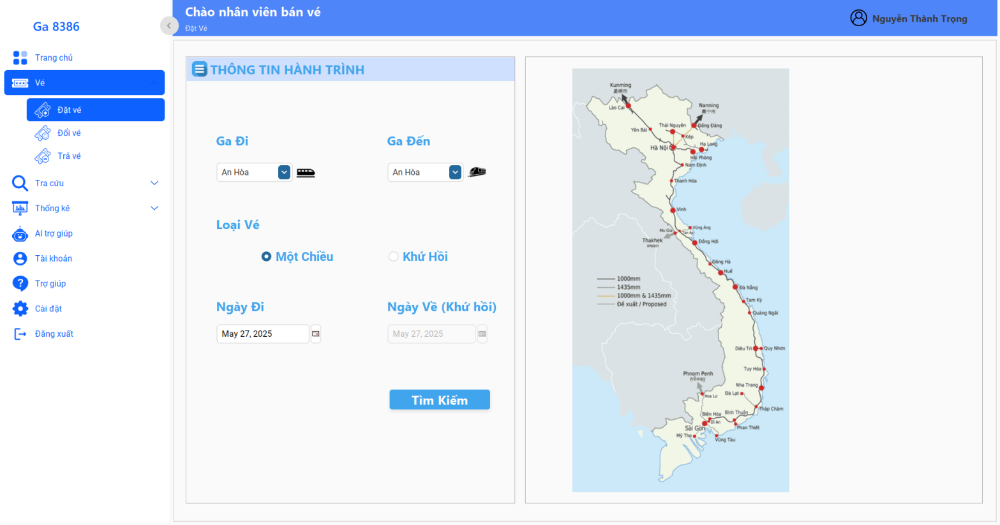 Ga 8386
Trang chủ
Vé
Đặt vé
Đổi vé
Trả vé
Tra cứu
Thống kê
AI trợ giúp
Tài khoản
Trợ giúp
Cài đặt
Đăng xuất
Chào nhân viên bán vé
Đặt Vé
Nguyễn Thành Trọng
THÔNG TIN HÀNH TRÌNH
Ga Đi
Ga Đến
An Hòa
An Hòa
Loại Vé
Một Chiều
Khứ Hồi
Ngày Đi
Ngày Về (Khứ hồi)
May 27, 2025
May 27, 2025
Tìm Kiếm
Kunming
昆明市
Lào Cai
Nanning
南宁市
Thái Nguyên
Đồng Đăng
Yên Bái
Kép
Hà Nội
Hạ Long
Hải Phòng
Nam Định
Thanh Hóa
Vinh
Vũng Áng
Mu Gia
Tân Ấp
Thakhek
Đồng Hới
Đông Hà
Huế
1000mm
1435mm
1000mm & 1435mm
Đề xuất / Proposed
Đà Nẵng
Tam Kỳ
Quảng Ngãi
Diêu Trì
Quy Nhơn
Tuy Hòa
Phnom Penh
Nha Trang
Hoa Lư
Đà Lạt
Tháp Chàm
Biên Hòa
Bình Thuận
Dĩ An
Sài Gòn
Phan Thiết
Mỹ Tho
Vũng Tàu